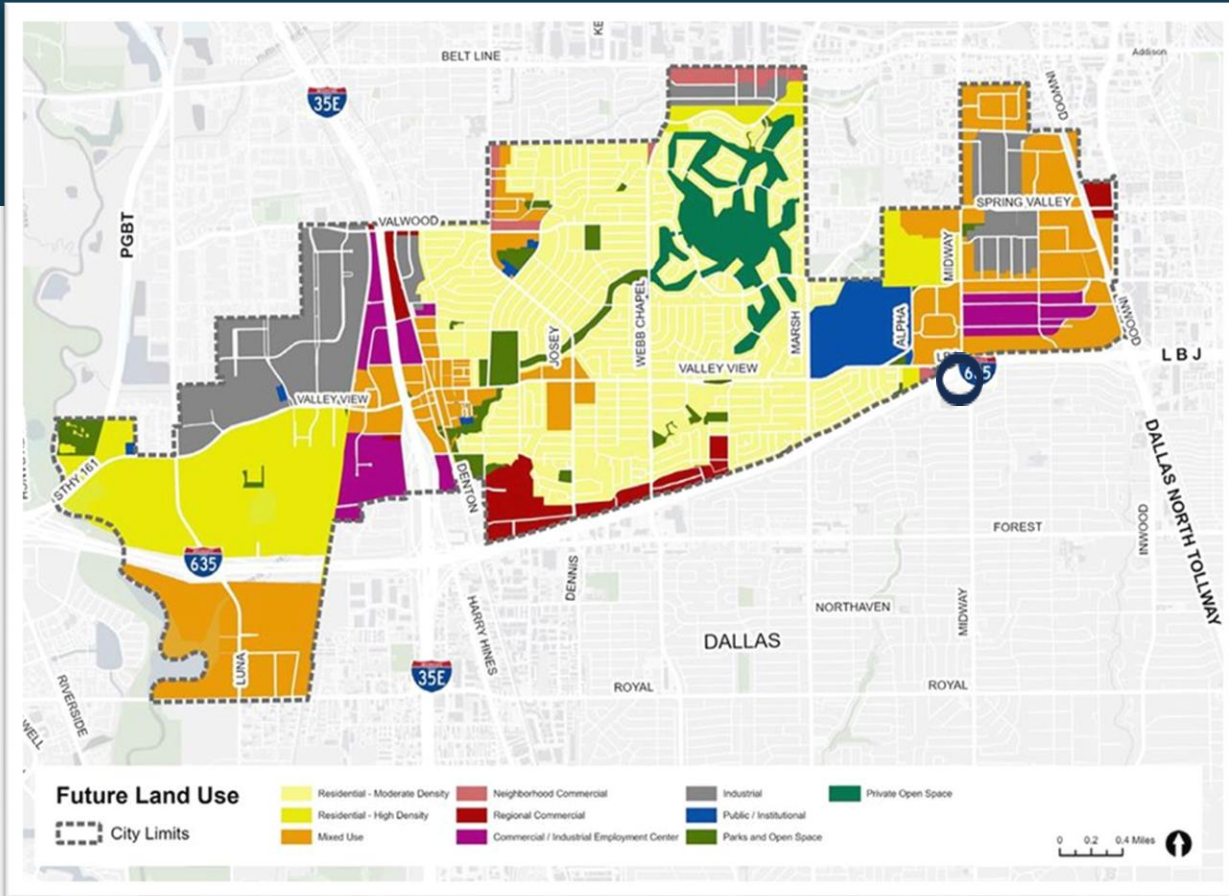 KE
BELT LINE
Addison
INTERSTATE
35E
INWOOD
PGBT
VALWOOD
SPRING VALLEY
MIDWAY
WEBB CHAPEL
JOSEY
MARSH
ALPHA
INWOOD
VALLEY VIEW
LBJ
635
VALLEY VIEW
STHY 161
DENTON
DALLAS NORTH TOLLWAY
FOREST
INWOOD
635
DENNIS
HARRY HINES
NORTHAVEN
MIDWAY
DALLAS
LUNA
35E
ROYAL
ROYAL
RIVERSIDE
WELL
Future Land Use
City Limits
Residential - Moderate Density
Residential - High Density
Mixed Use
Neighborhood Commercial
Regional Commercial
Commercial / Industrial Employment Center
Industrial
Public / Institutional
Parks and Open Space
Private Open Space
0 0.2 0.4 Miles